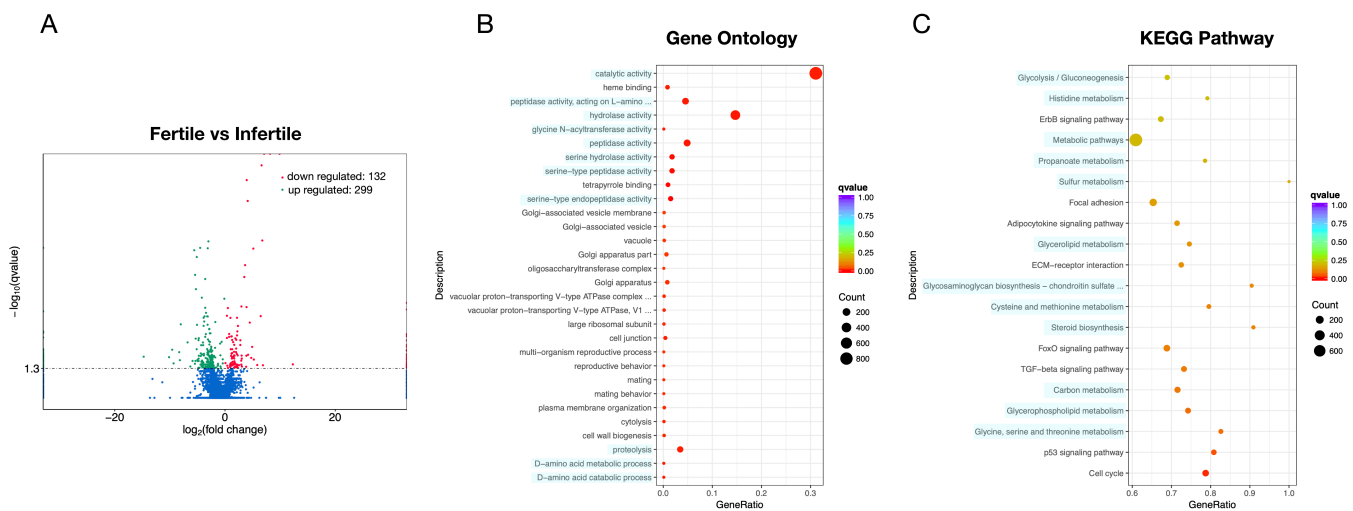 A
Fertile vs Infertile
down regulated: 132
up regulated: 299
−log10(qvalue)
1.3
−20
0
20
log2(fold change)
B
Gene Ontology
Description
catalytic activity
heme binding
peptidase activity, acting on L−amino ...
hydrolase activity
glycine N−acyltransferase activity
peptidase activity
serine hydrolase activity
serine−type peptidase activity
tetrapyrrole binding
serine−type endopeptidase activity
Golgi−associated vesicle membrane
Golgi−associated vesicle
vacuole
Golgi apparatus part
oligosaccharyltransferase complex
Golgi apparatus
vacuolar proton−transporting V−type ATPase complex ...
vacuolar proton−transporting V−type ATPase, V1 ...
large ribosomal subunit
cell junction
multi−organism reproductive process
reproductive behavior
mating
mating behavior
plasma membrane organization
cytolysis
cell wall biogenesis
proteolysis
D−amino acid metabolic process
D−amino acid catabolic process
0.0
0.1
0.2
0.3
GeneRatio
qvalue
1.00
0.75
0.50
0.25
0.00
Count
200
400
600
800
C
KEGG Pathway
Description
Glycolysis / Gluconeogenesis
Histidine metabolism
ErbB signaling pathway
Metabolic pathways
Propanoate metabolism
Sulfur metabolism
Focal adhesion
Adipocytokine signaling pathway
Glycerolipid metabolism
ECM−receptor interaction
Glycosaminoglycan biosynthesis − chondroitin sulfate ...
Cysteine and methionine metabolism
Steroid biosynthesis
FoxO signaling pathway
TGF−beta signaling pathway
Carbon metabolism
Glycerophospholipid metabolism
Glycine, serine and threonine metabolism
p53 signaling pathway
Cell cycle
0.6
0.7
0.8
0.9
1.0
GeneRatio
qvalue
1.00
0.75
0.50
0.25
0.00
Count
200
400
600